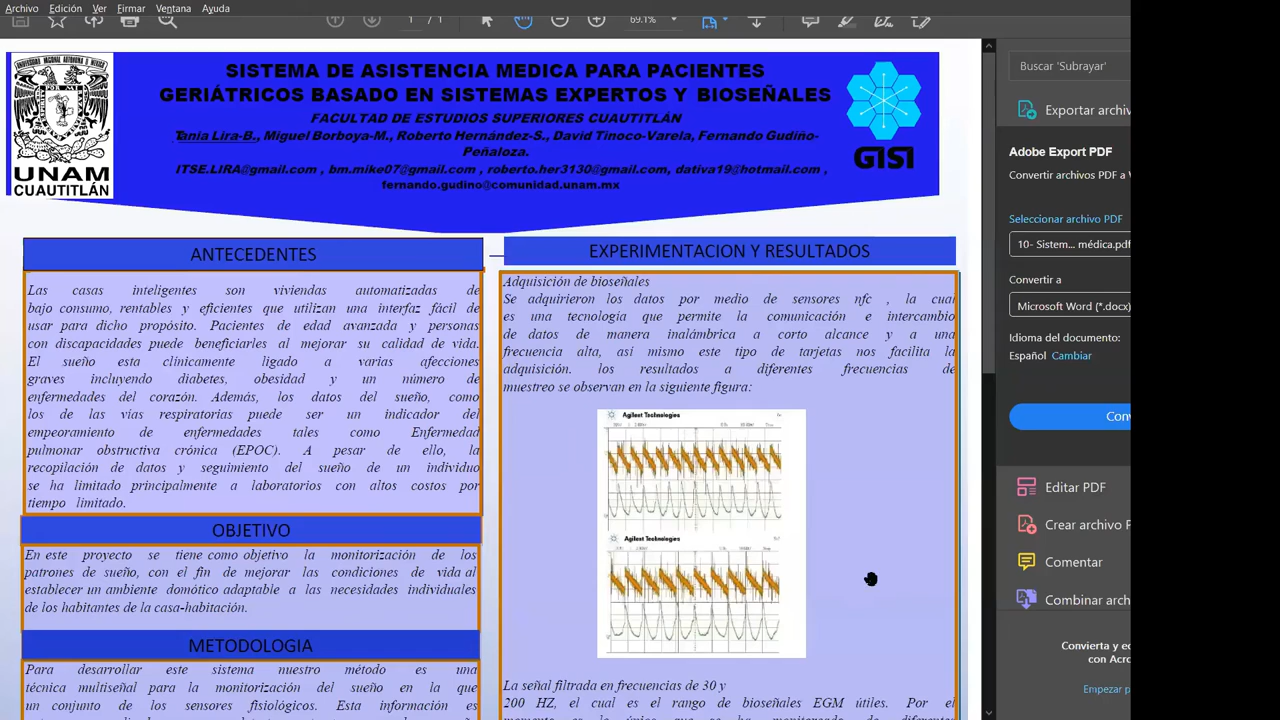 Archivo Edición Ver Firmar Ventana Ayuda
1 / 1
69.1%
UNAM
CUAUTITLÁN
SISTEMA DE ASISTENCIA MEDICA PARA PACIENTES
GERIÁTRICOS BASADO EN SISTEMAS EXPERTOS Y BIOSEÑALES
FACULTAD DE ESTUDIOS SUPERIORES CUAUTITLÁN
Tania Lira-B., Miguel Borboya-M., Roberto Hernández-S., David Tinoco-Varela, Fernando Gudiño-
Peñaloza.
ITSE.LIRA@gmail.com , bm.mike07@gmail.com , roberto.her3130@gmail.com, dativa19@hotmail.com ,
fernando.gudino@comunidad.unam.mx
GISI
ANTECEDENTES
Las casas inteligentes son viviendas automatizadas de
bajo consumo, rentables y eficientes que utilizan una interfaz fácil de
usar para dicho propósito. Pacientes de edad avanzada y personas
con discapacidades puede beneficiarles al mejorar su calidad de vida.
El sueño esta clínicamente ligado a varias afecciones
graves incluyendo diabetes, obesidad y un número de
enfermedades del corazón. Además, los datos del sueño, como
los de las vías respiratorias puede ser un indicador del
empeorimiento de enfermedades tales como Enfermedad
pulmonar obstructiva crónica (EPOC). A pesar de ello, la
recopilación de datos y seguimiento del sueño de un individuo
se ha limitado principalmente a laboratorios con altos costos por
tiempo limitado.
OBJETIVO
En este proyecto se tiene como objetivo la monitorización de los
patrones de sueño, con el fin de mejorar las condiciones de vida al
establecer un ambiente domótico adaptable a las necesidades individuales
de los habitantes de la casa-habitación.
METODOLOGIA
Para desarrollar este sistema nuestro método es una
técnica multiseñal para la monitorización del sueño en la que
un conjunto de los sensores fisiológicos. Esta información es
EXPERIMENTACION Y RESULTADOS
Adquisición de bioseñales
Se adquirieron los datos por medio de sensores nfc , la cual
es una tecnología que permite la comunicación e intercambio
de datos de manera inalámbrica a corto alcance y a una
frecuencia alta, así mismo este tipo de tarjetas nos facilita la
adquisición. los resultados a diferentes frecuencias de
muestreo se observan en la siguiente figura:
Agilent Technologies
Agilent Technologies
La señal filtrada en frecuencias de 30 y
200 HZ, el cual es el rango de bioseñales EGM útiles. Por el
momento es lo único que se ha monitoreado de diferentes
Buscar 'Subrayar'
Exportar archiv
Adobe Export PDF
Convertir archivos PDF a W
Seleccionar archivo PDF
10- Sistem... médica.pdf
Convertir a
Microsoft Word (*.docx)
Idioma del documento:
Español Cambiar
Conv
Editar PDF
Crear archivo P
Comentar
Combinar arch
Convierta y e
con Acro
Empezar p